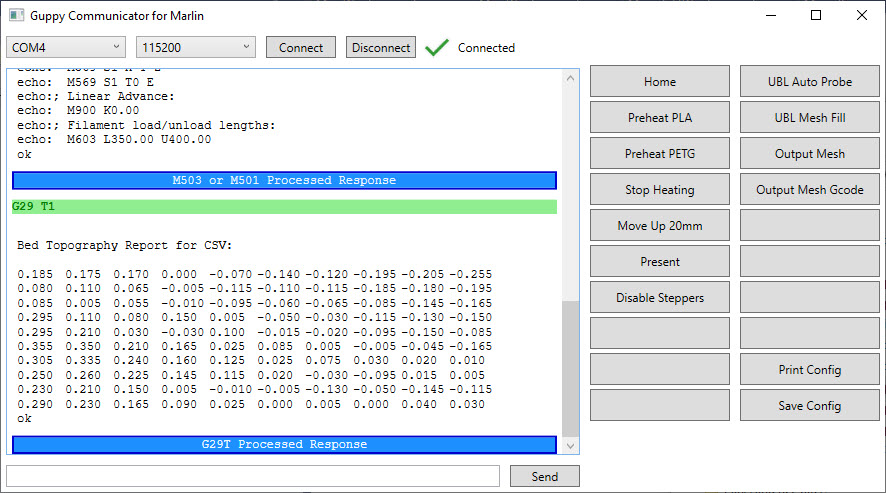 Guppy Communicator for Marlin
COM4 115200 Connect Disconnect Connected
echo:  M569 S1 T0 E
echo:; Linear Advance:
echo:  M900 K0.00
echo:; Filament load/unload lengths:
echo:  M603 L350.00 U400.00
ok
M503 or M501 Processed Response
G29 T1
Bed Topography Report for CSV:
0.185 0.175 0.170 0.000 -0.070 -0.140 -0.120 -0.195 -0.205 -0.255
0.080 0.110 0.065 -0.005 -0.115 -0.110 -0.115 -0.185 -0.180 -0.195
0.085 0.005 0.055 -0.010 -0.095 -0.060 -0.065 -0.085 -0.145 -0.165
0.295 0.110 0.080 0.150 0.005 -0.050 -0.030 -0.115 -0.130 -0.150
0.295 0.210 0.030 -0.030 0.100 -0.015 -0.020 -0.095 -0.150 -0.085
0.355 0.350 0.210 0.165 0.025 0.085 0.005 -0.005 -0.045 -0.165
0.305 0.335 0.240 0.160 0.125 0.025 0.075 0.030 0.020 0.010
0.250 0.260 0.225 0.145 0.115 0.020 -0.030 -0.095 0.015 0.005
0.230 0.210 0.150 0.005 -0.010 -0.005 -0.130 -0.050 -0.145 -0.115
0.290 0.230 0.165 0.090 0.025 0.000 0.005 0.000 0.040 0.030
ok
G29T Processed Response
Send
Home
Preheat PLA
Preheat PETG
Stop Heating
Move Up 20mm
Present
Disable Steppers
UBL Auto Probe
UBL Mesh Fill
Output Mesh
Output Mesh Gcode
Print Config
Save Config